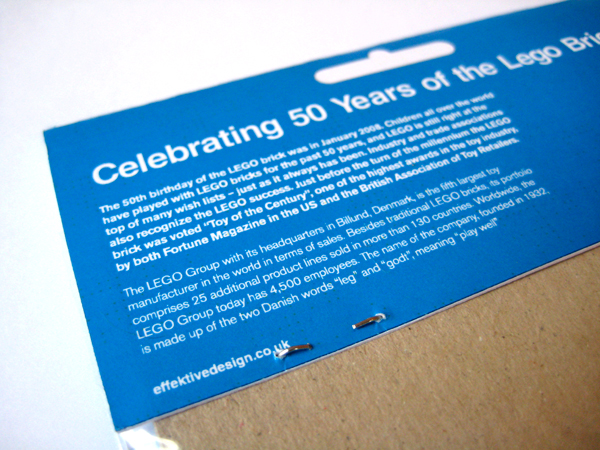 Celebrating 50 Years of the Lego Bri
The 50th birthday of the LEGO brick was in January 2008. Children all over the world
have played with LEGO bricks for the past 50 years, and LEGO is still right at the
top of many wish lists – just as it always has been. Industry and trade associations
also recognize the LEGO success. Just before the turn of the millennium the LEGO
brick was voted "Toy of the Century", one of the highest awards in the toy industry,
by both Fortune Magazine in the US and the British Association of Toy Retailers.
The LEGO Group with its headquarters in Billund, Denmark, is the fifth largest toy
manufacturer in the world in terms of sales. Besides traditional LEGO bricks, its portfolio
comprises 25 additional product lines sold in more than 130 countries. Worldwide, the
LEGO Group today has 4,500 employees. The name of the company, founded in 1932,
is made up of the two Danish words "leg" and "godt", meaning "play well"
effektivedesign.co.uk